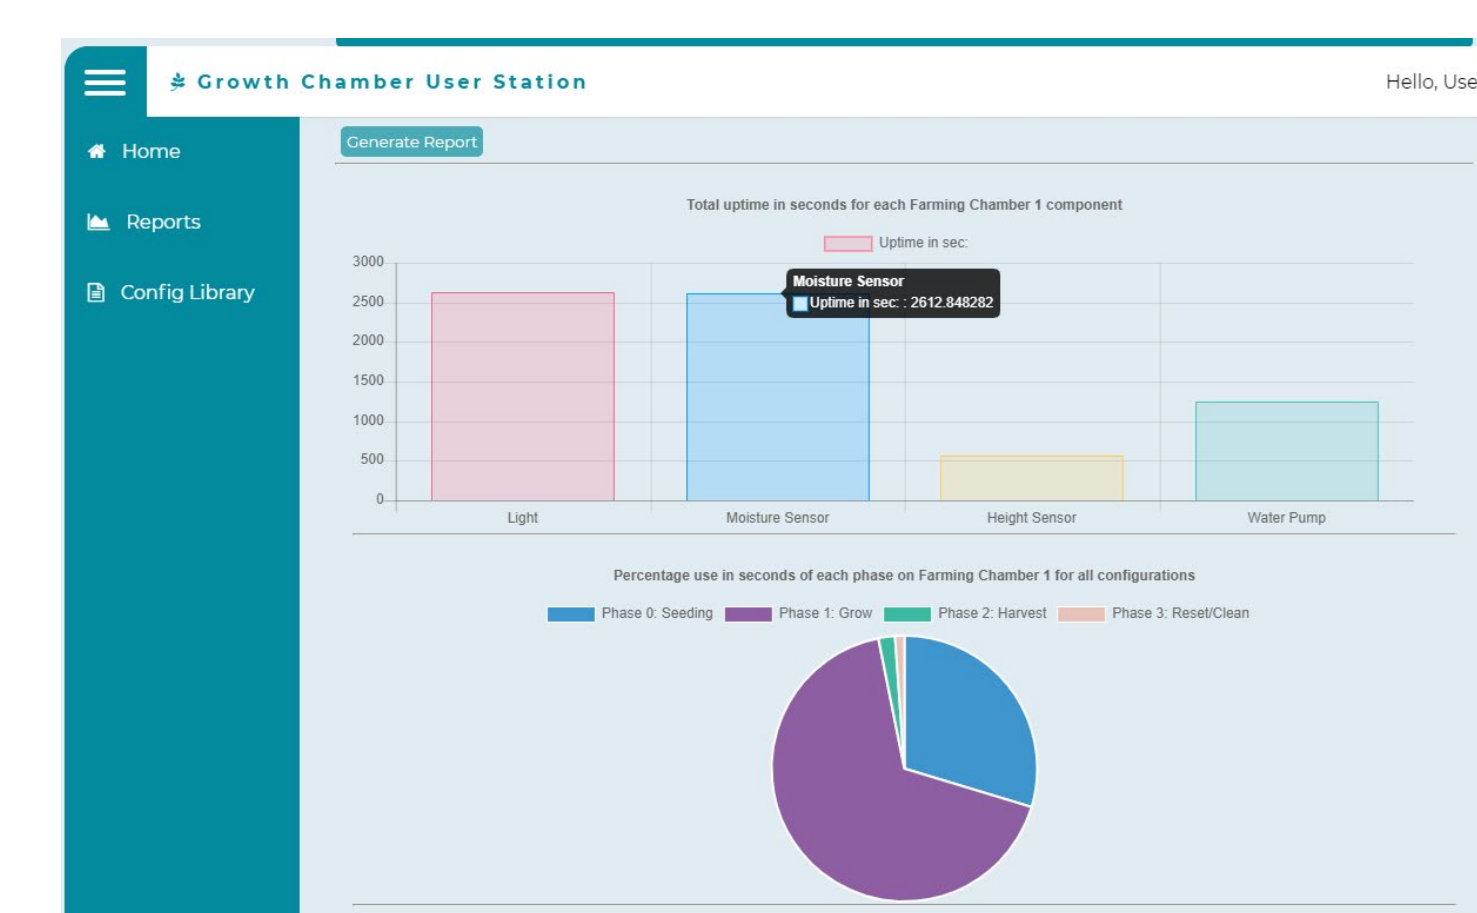 Growth Chamber User Station
Hello, Use
Home
Reports
Config Library
Generate Report
Total uptime in seconds for each Farming Chamber 1 component
Uptime in sec:
3000
2500
2000
1500
1000
500
0
Moisture Sensor
Uptime in sec: : 2612.848282
Light Moisture Sensor Height Sensor Water Pump
Percentage use in seconds of each phase on Farming Chamber 1 for all configurations
Phase 0: Seeding Phase 1: Grow Phase 2: Harvest Phase 3: Reset/Clean